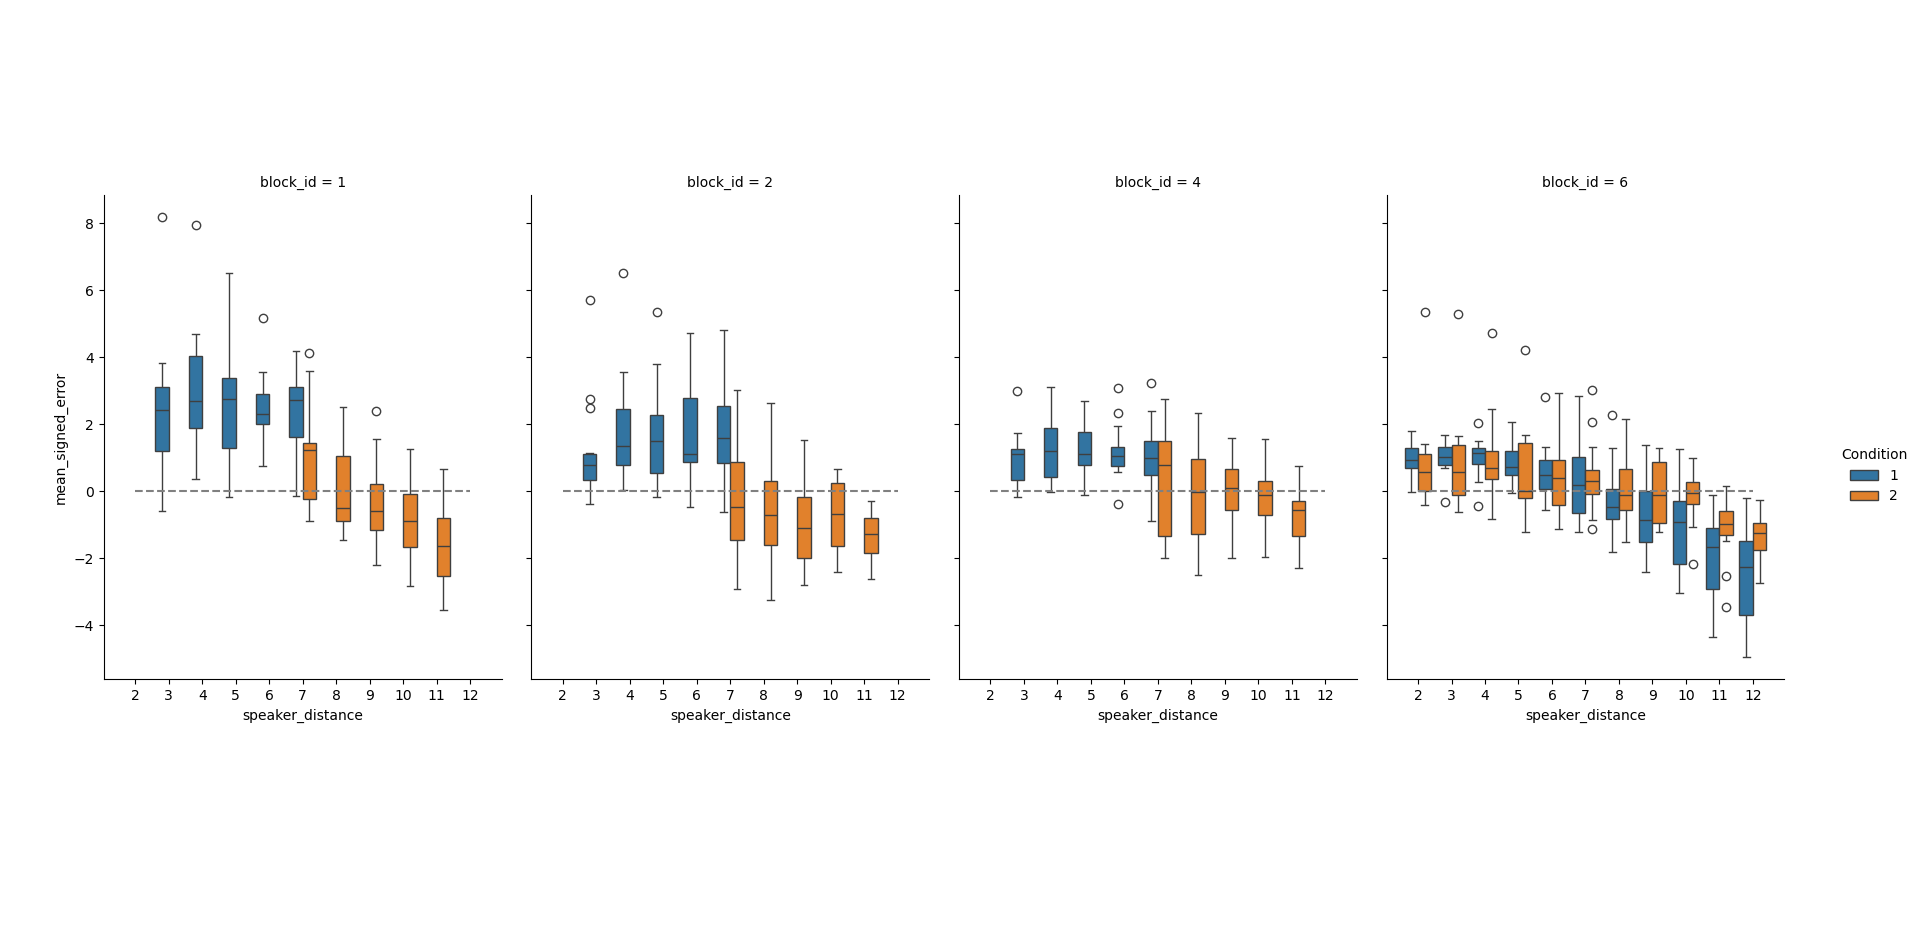 block_id = 1
block_id = 2
block_id = 4
block_id = 6
mean_signed_error
8
6
4
2
0
−2
−4
2 3 4 5 6 7 8 9 10 11 12
2 3 4 5 6 7 8 9 10 11 12
2 3 4 5 6 7 8 9 10 11 12
2 3 4 5 6 7 8 9 10 11 12
speaker_distance
speaker_distance
speaker_distance
speaker_distance
Condition
1
2